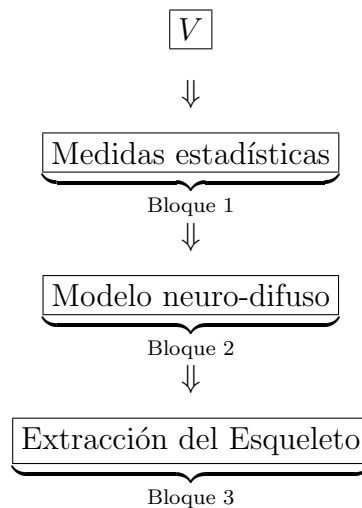 V
⇓
Medidas estadísticas
Bloque 1
⇓
Modelo neuro-difuso
Bloque 2
⇓
Extracción del Esqueleto
Bloque 3